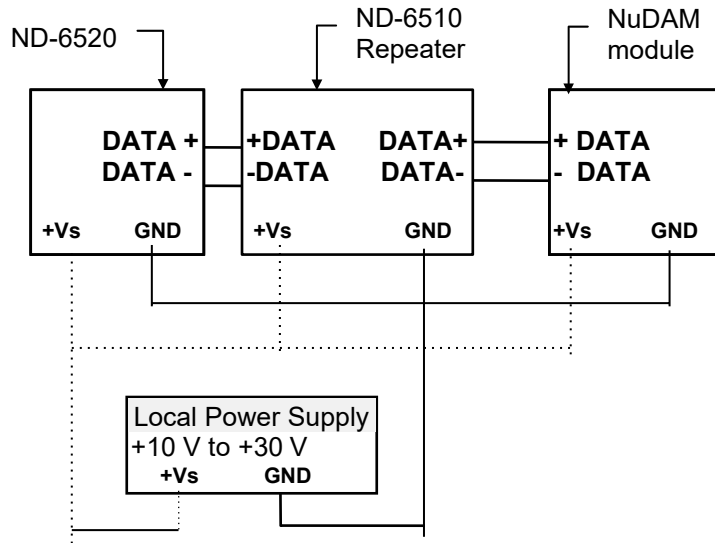 ND-6520
ND-6510
Repeater
NuDAM
module
DATA +
DATA -
+Vs GND
+DATA DATA+
-DATA DATA-
+Vs GND
+ DATA
- DATA
+Vs GND
Local Power Supply
+10 V to +30 V
+Vs GND